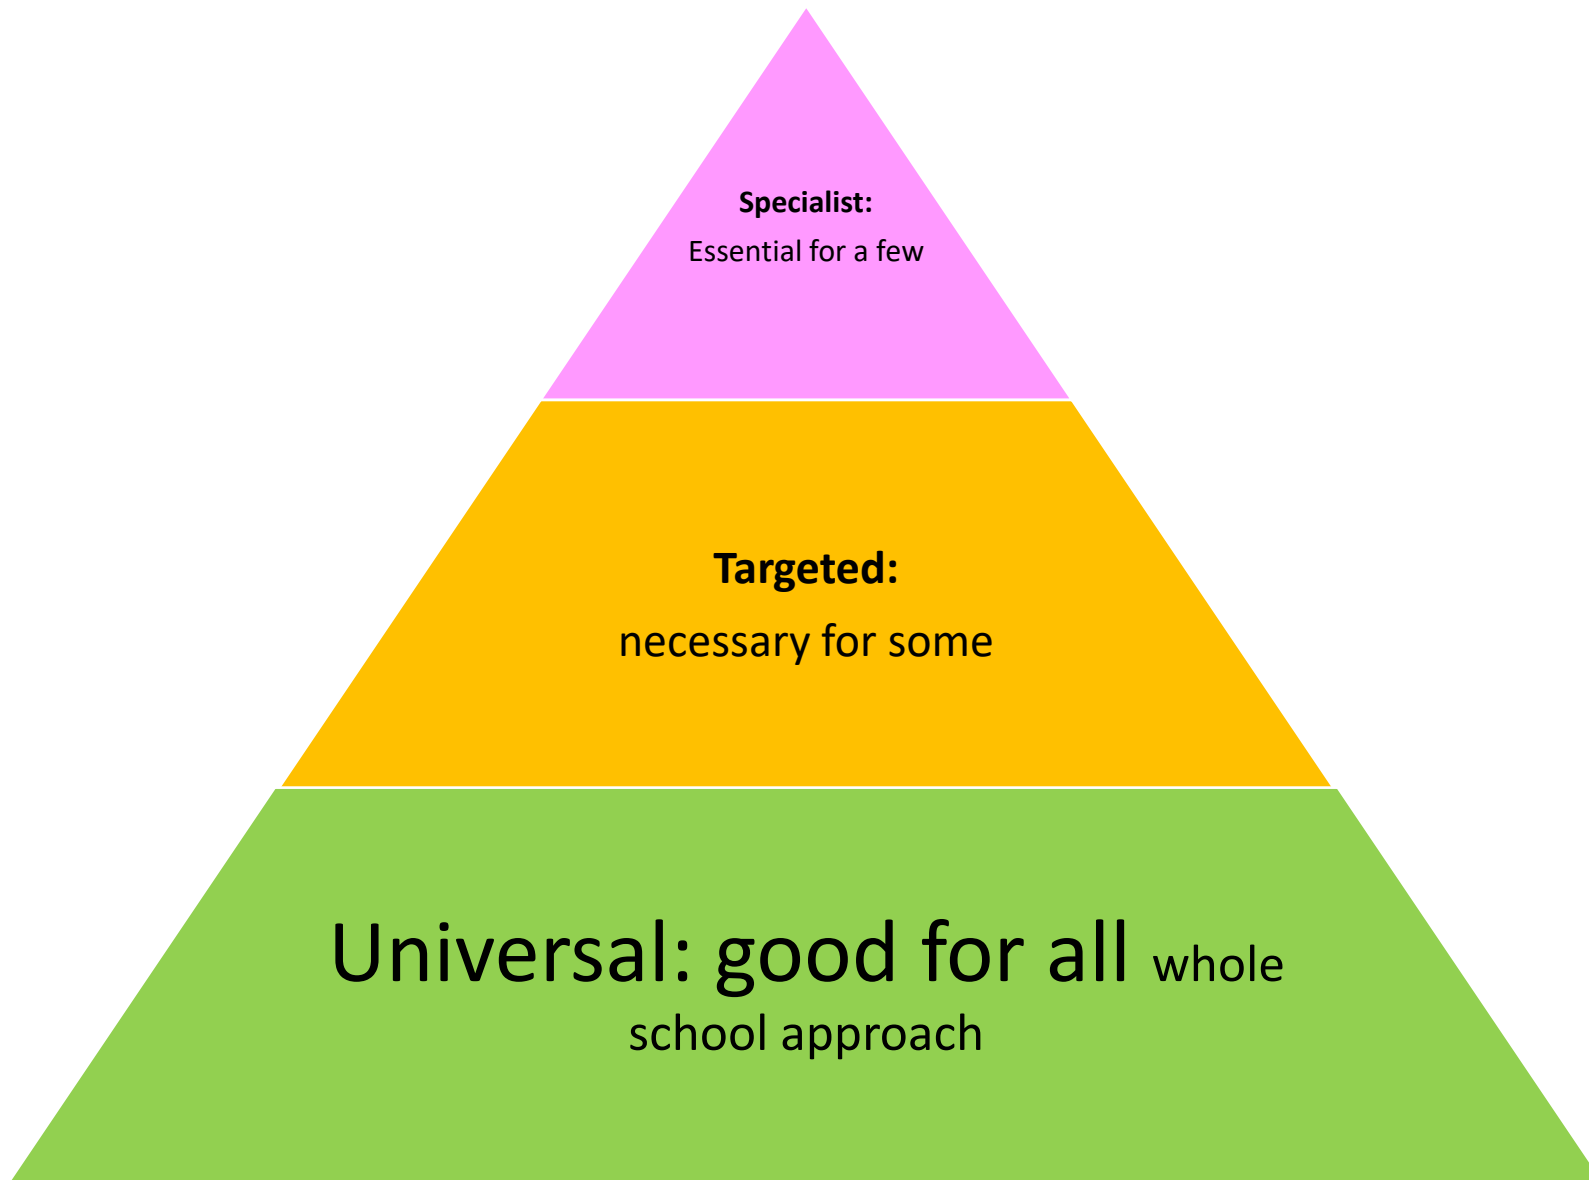 Specialist:
Essential for a few
Targeted:
necessary for some
Universal: good for all whole
school approach